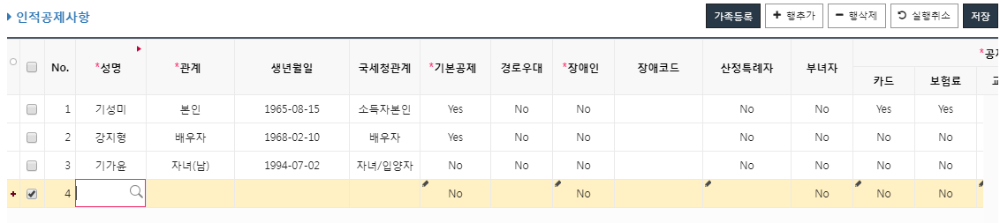 인적공제사항
가족등록 행추가 행삭제 실행취소 저장
No. *성명 *관계 생년월일 국세청관계 *기본공제 경로우대 *장애인 장애코드 산정특례자 부녀자
카드 보험료
1 기성미 본인 1965-08-15 소득자본인 Yes No No No No Yes Yes
2 강지형 배우자 1968-02-10 배우자 Yes No No No No No No
3 기가윤 자녀(남) 1994-07-02 자녀/입양자 No No No No No No No
4 No No No No No